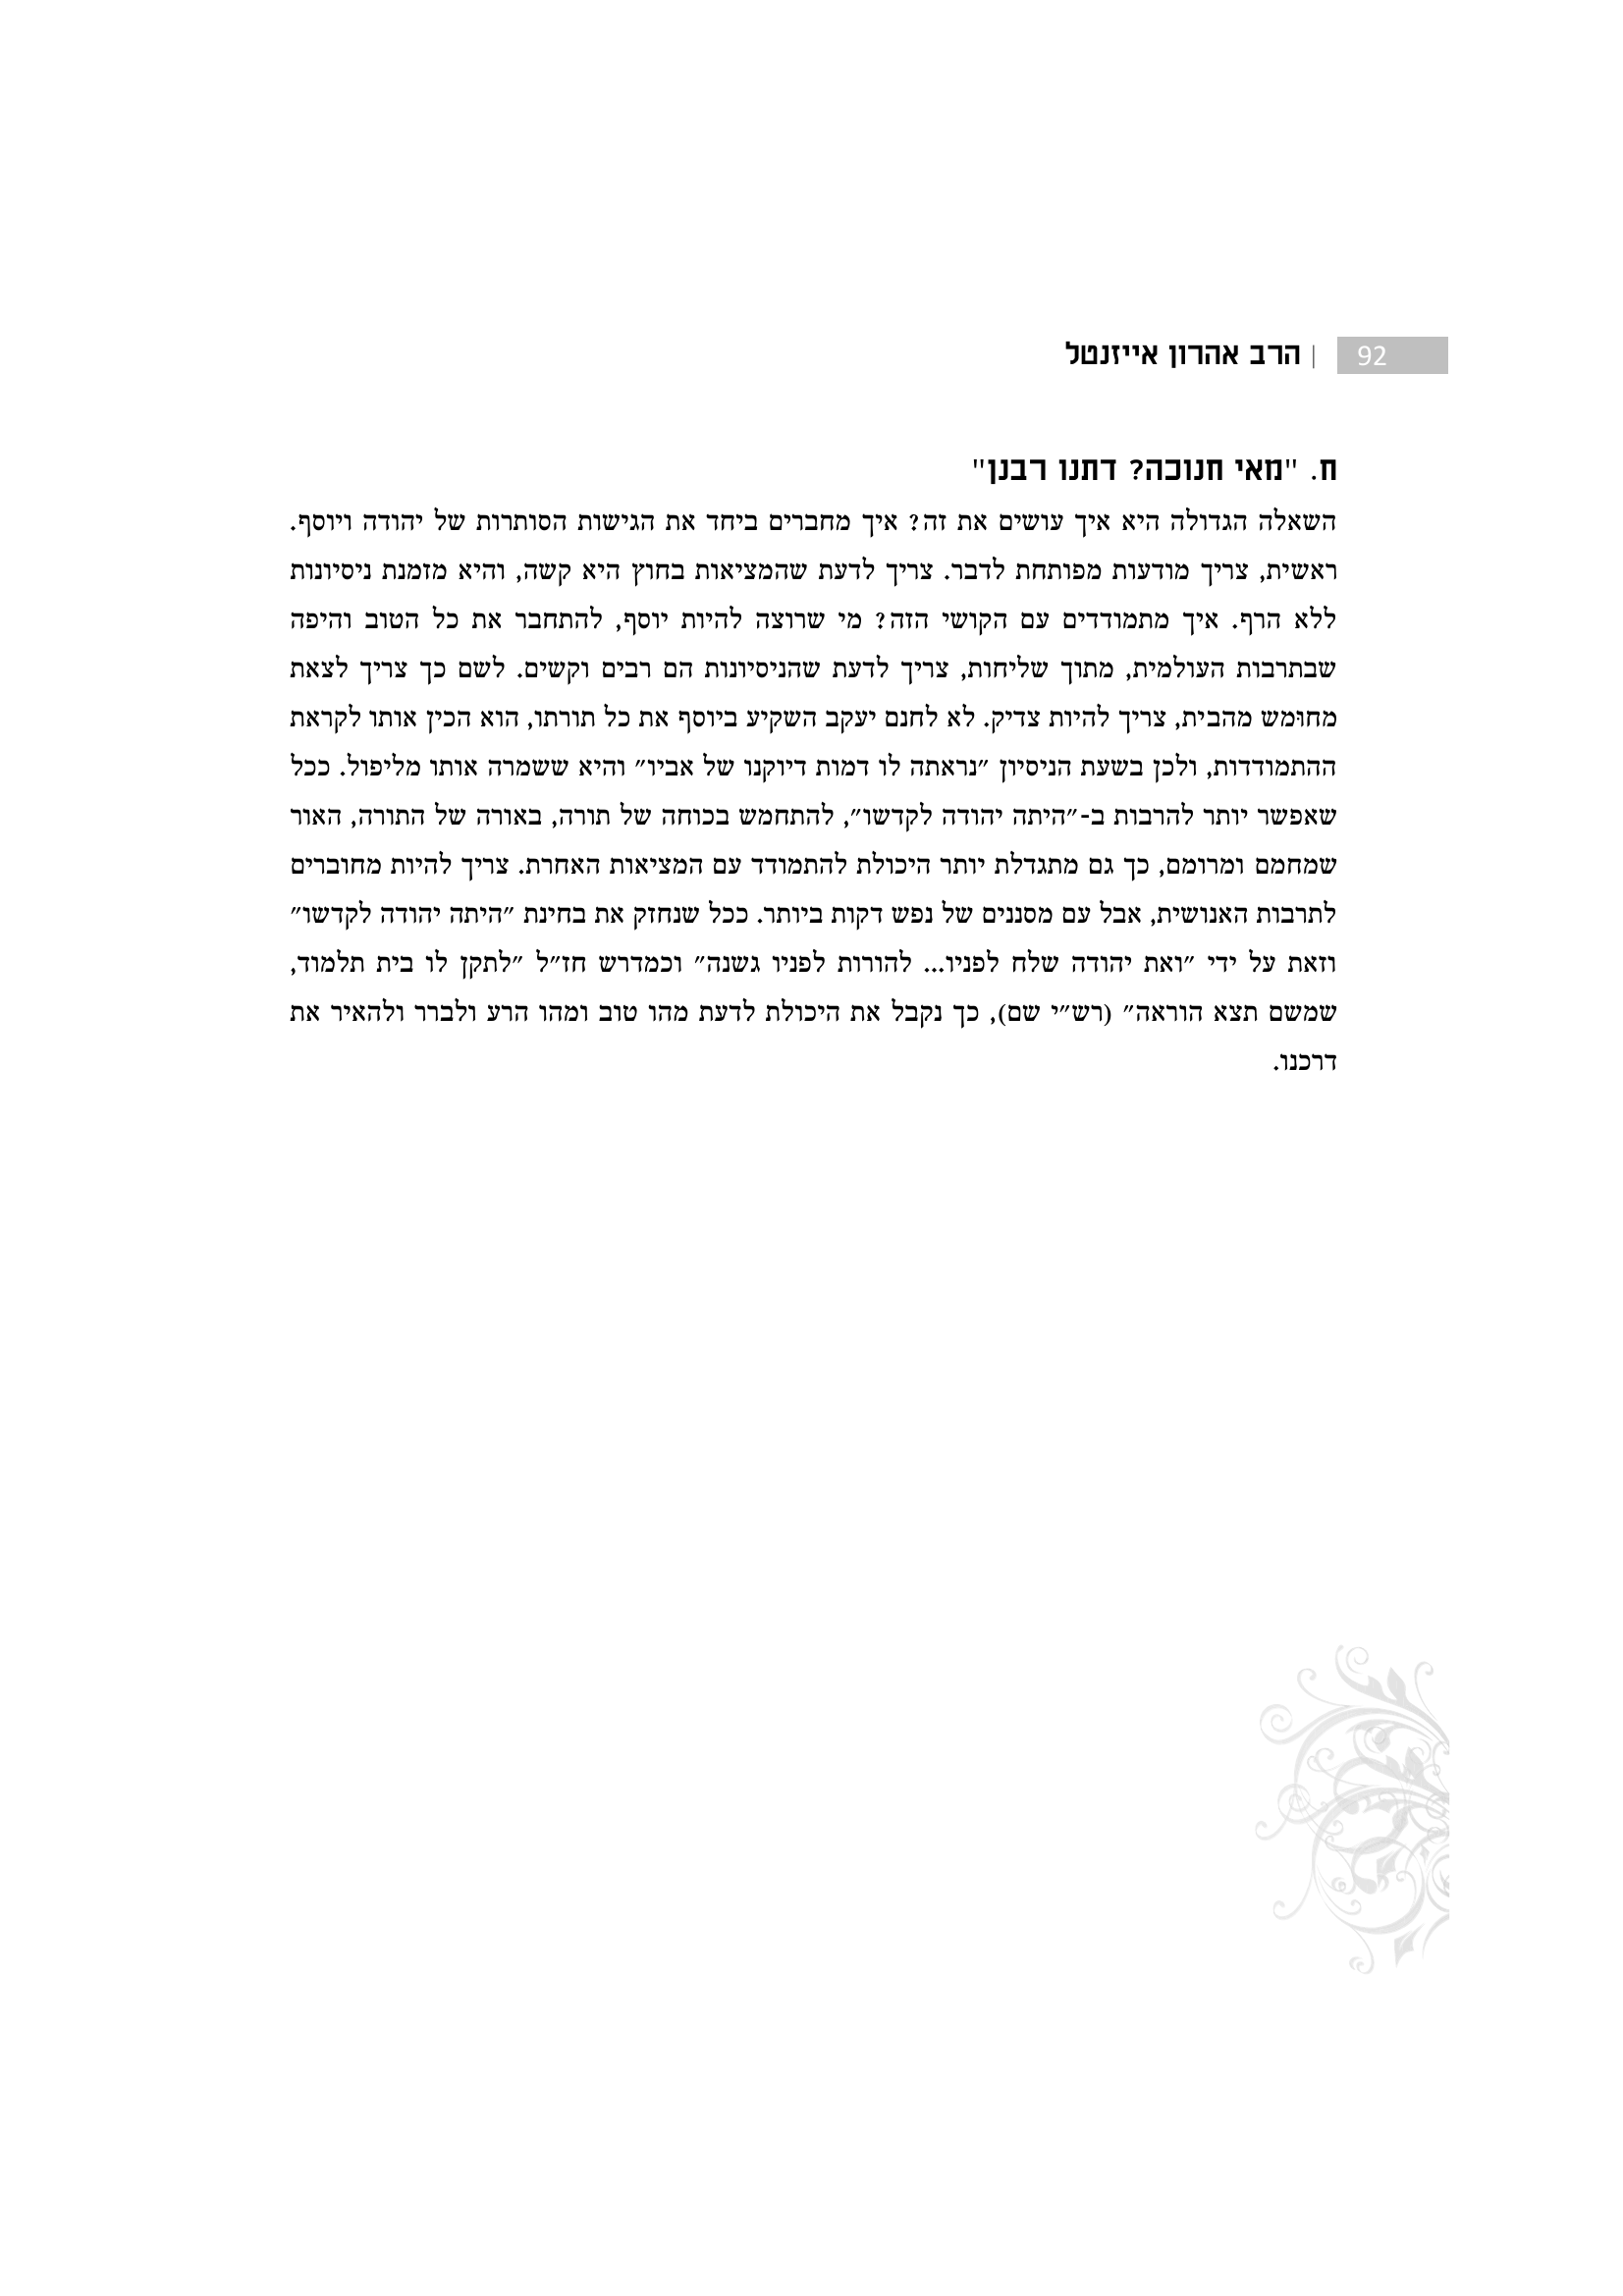 92 | הרב אהרון אייזנטל
ח. "מאי חנוכה? דתנו רבנן"
השאלה הגדולה היא איך עושים את זה? איך מחברים ביחד את הגישות הסותרות של יהודה ויוסף.
ראשית, צריך מודעות מפותחת לדבר. צריך לדעת שהמציאות בחוץ היא קשה, והיא מזמנת ניסיונות
ללא הרף. איך מתמודדים עם הקושי הזה? מי שרוצה להיות יוסף, להתחבר את כל הטוב והיפה
שבתרבות העולמית, מתוך שליחות, צריך לדעת שהניסיונות הם רבים וקשים. לשם כך צריך לצאת
מחומש מהבית, צריך להיות צדיק. לא לחנם יעקב השקיע ביוסף את כל תורתו, הוא הכין אותו לקראת
ההתמודדות, ולכן בשעת הניסיון ״נראתה לו דמות דיוקנו של אביו״ והיא ששמרה אותו מליפול. ככל
שאפשר יותר להרבות ב-״היתה יהודה לקדשו״, להתחמש בכוחה של תורה, באורה של התורה, האור
שמחמם ומרומם, כך גם מתגדלת יותר היכולת להתמודד עם המציאות האחרת. צריך להיות מחוברים
לתרבות האנושית, אבל עם מסננים של נפש דקות ביותר. ככל שנחזק את בחינת ״היתה יהודה לקדשו״
וזאת על ידי ״ואת יהודה שלח לפניו... להורות לפניו גשנה״ וכמדרש חז״ל ״לתקן לו בית תלמוד,
שמשם תצא הוראה״ (רש״י שם), כך נקבל את היכולת לדעת מהו טוב ומהו הרע ולברר ולהאיר את
דרכנו.